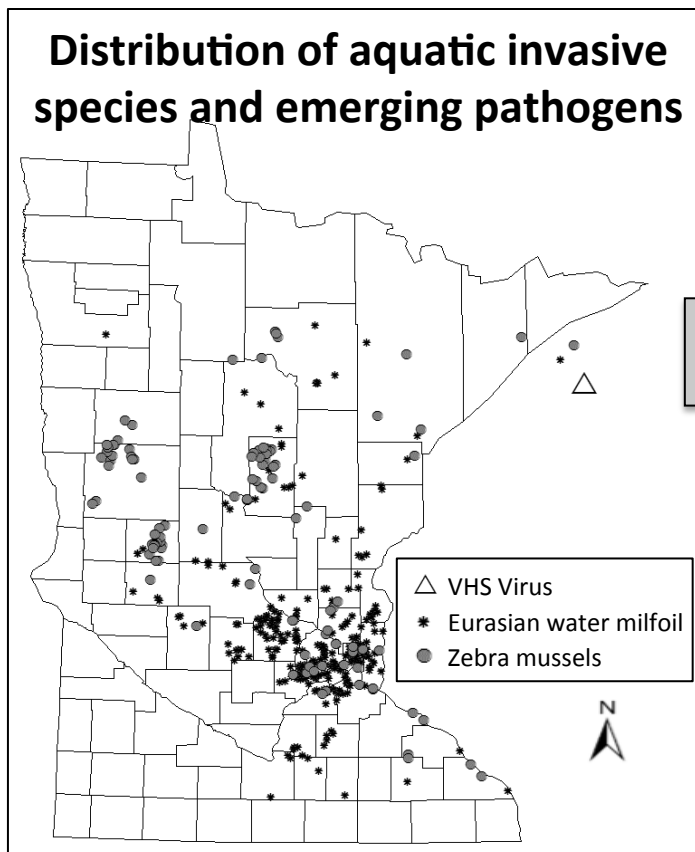 Distribution of aquatic invasive
species and emerging pathogens
VHS Virus
Eurasian water milfoil
Zebra mussels
N